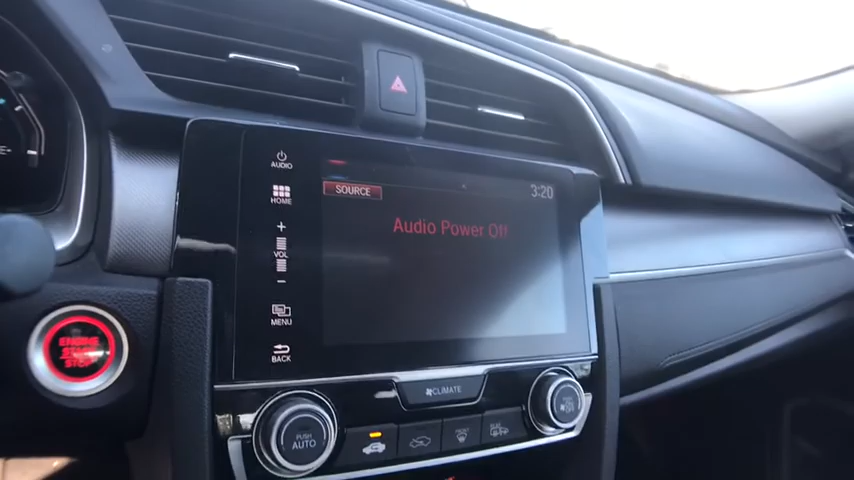 AUDIO
HOME
+
VOL
−
MENU
BACK
SOURCE
3:20
Audio Power Off
ENGINE
START
STOP
CLIMATE
PUSH
AUTO